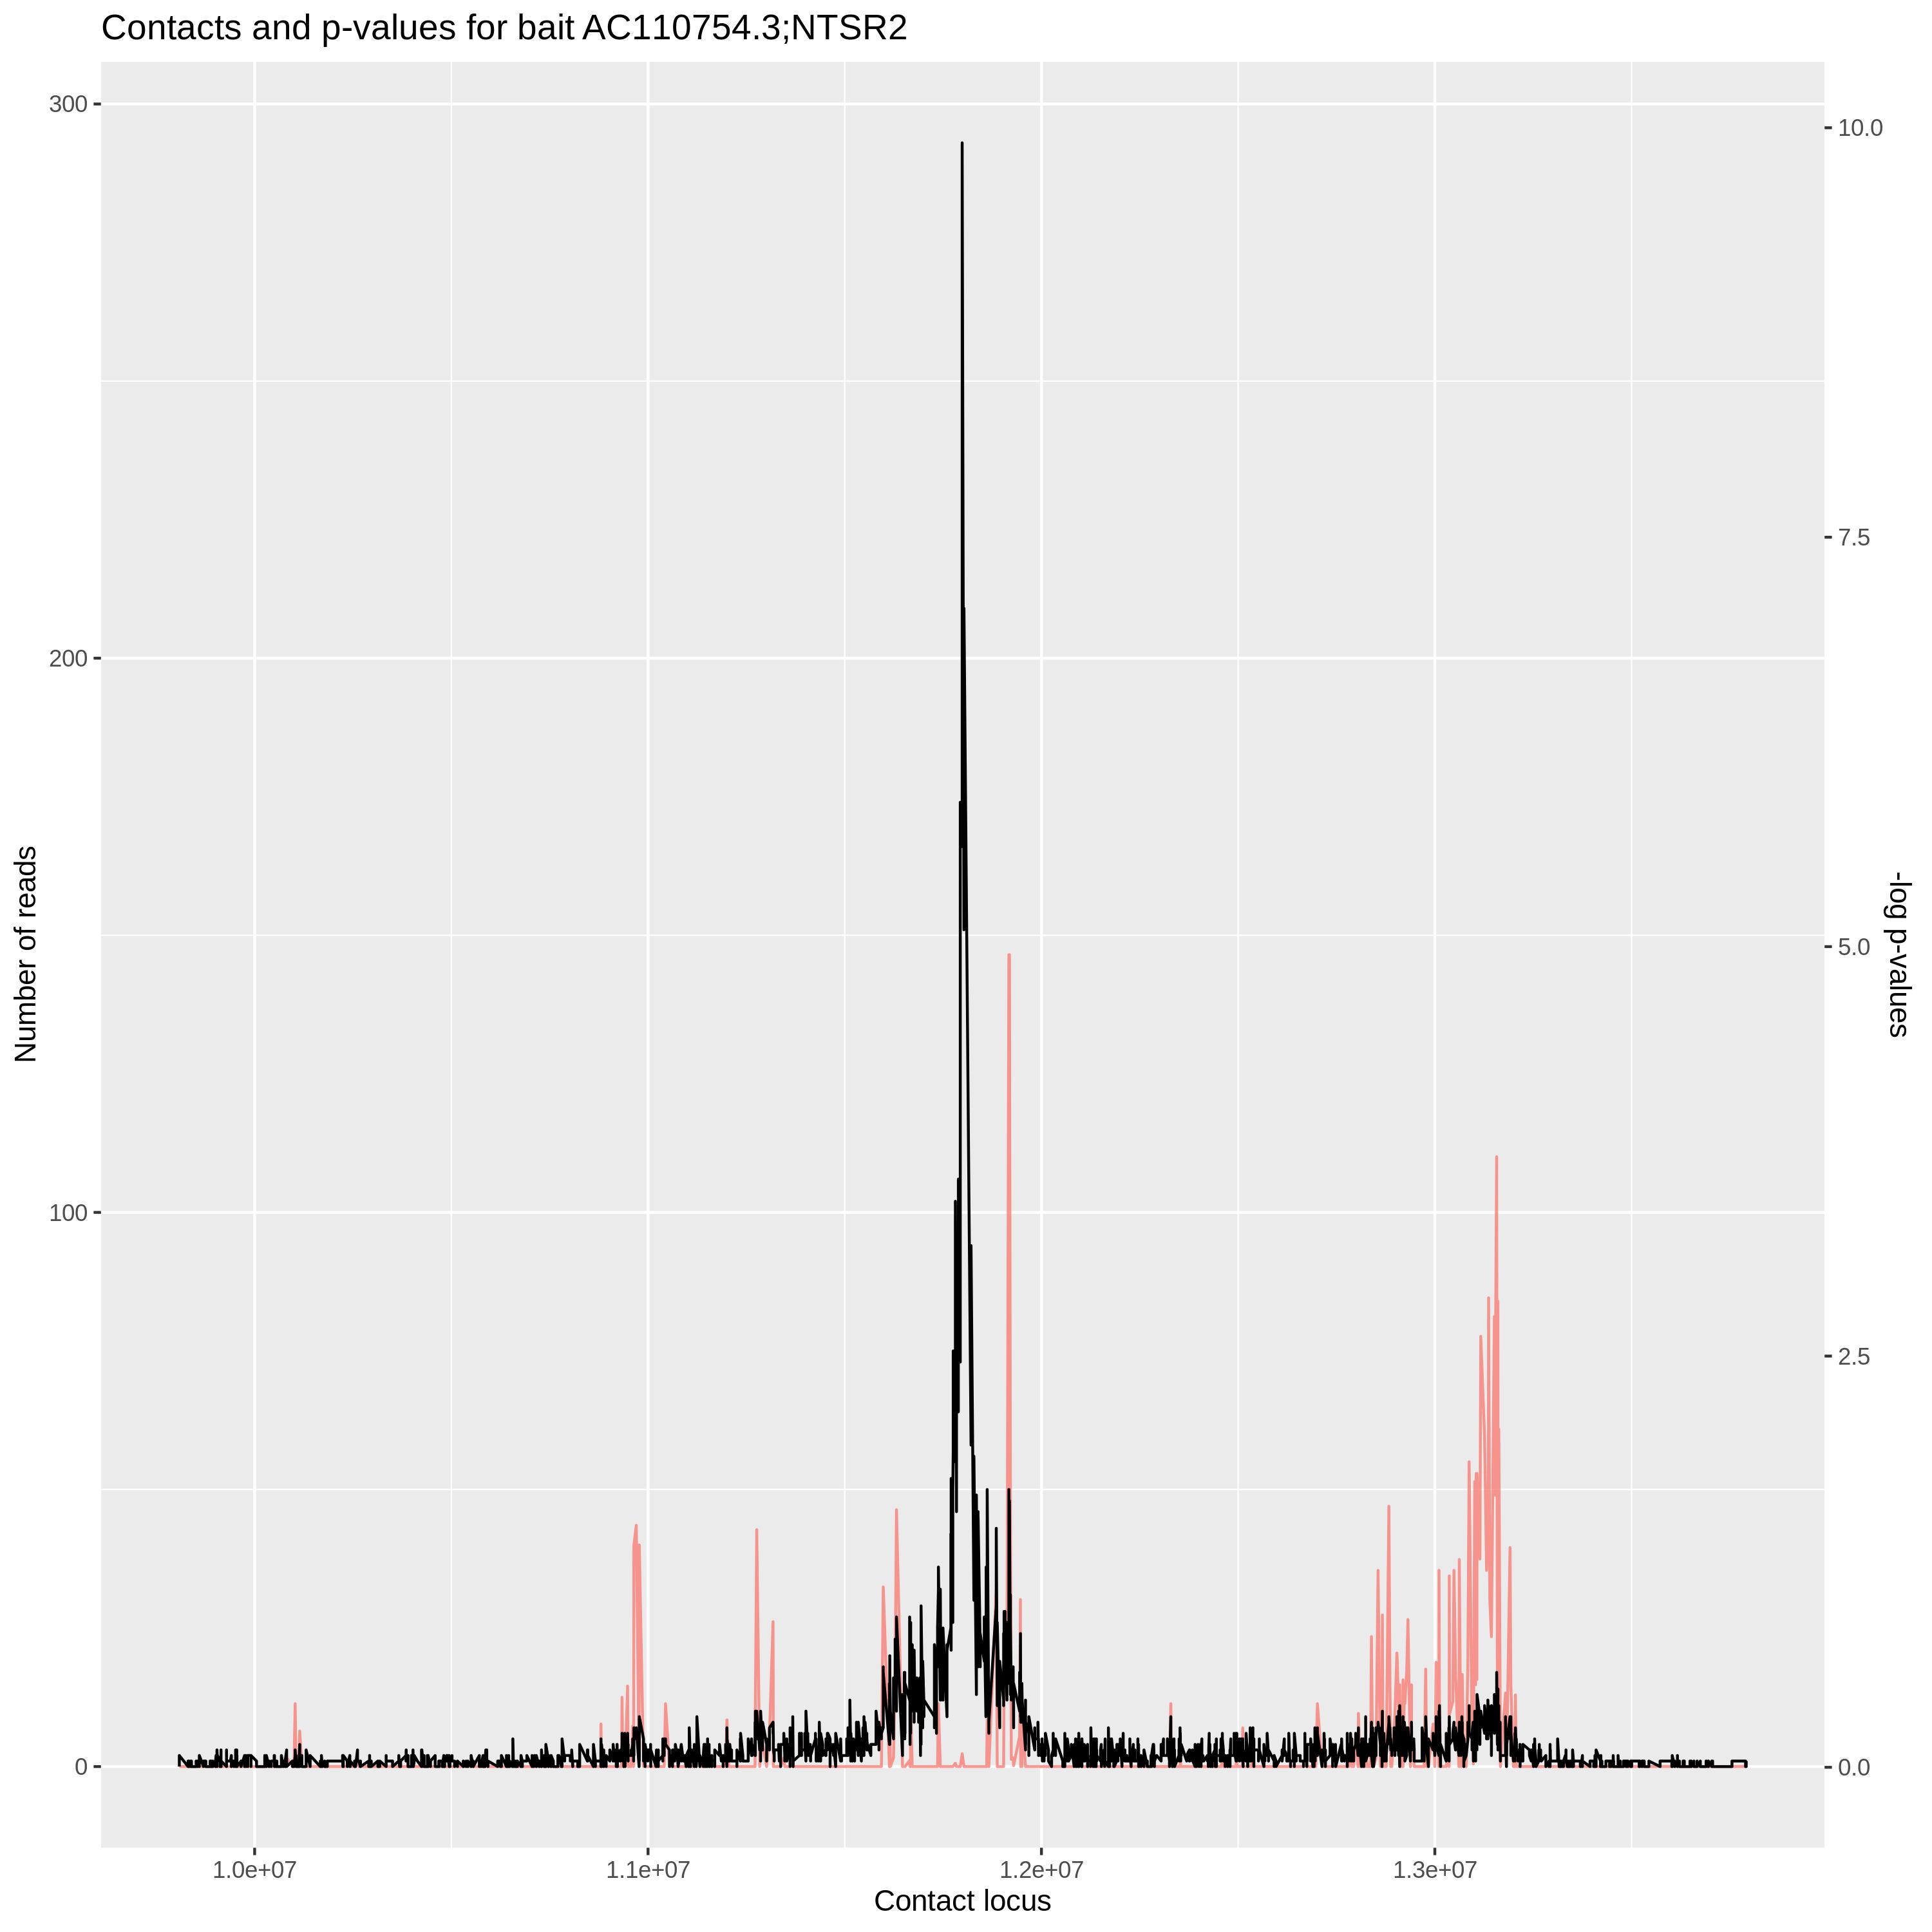 Contacts and p-values for bait AC110754.3;NTSR2
300
200
100
0
Number of reads
10.0
7.5
5.0
2.5
0.0
-log p-values
1.0e+07
1.1e+07
1.2e+07
1.3e+07
Contact locus